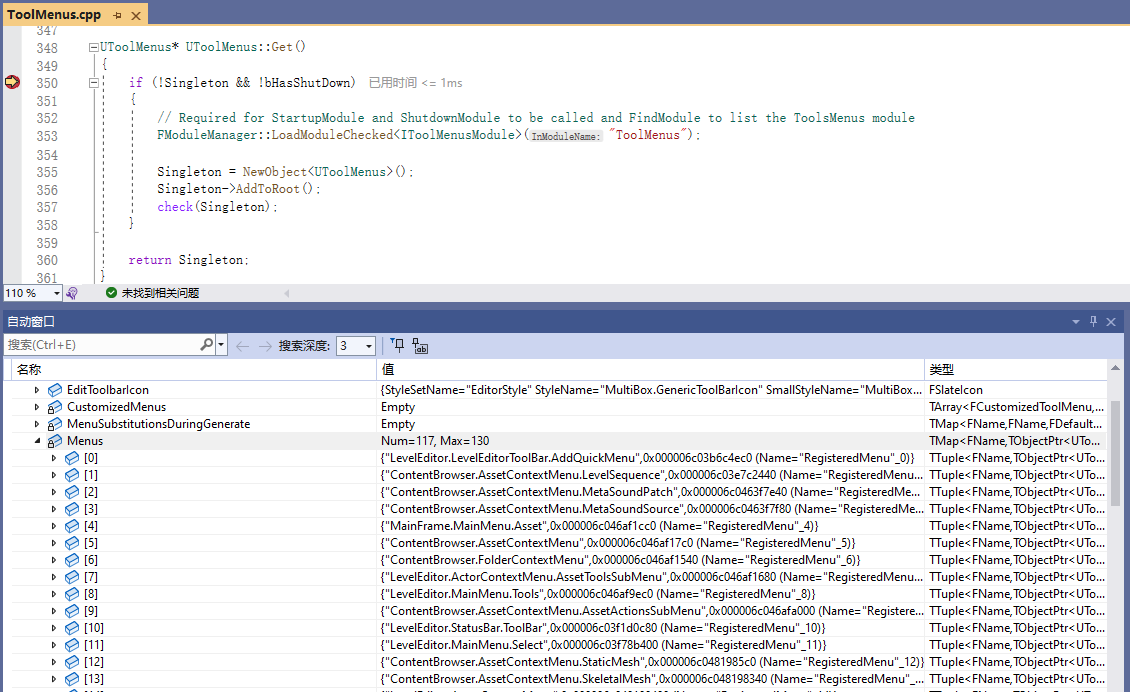 ToolMenus.cpp
347
348 UToolMenus* UToolMenus::Get()
349 {
350 if (!Singleton && !bHasShutDown) 已用时间 <= 1ms
351 {
352 // Required for StartupModule and ShutdownModule to be called and FindModule to list the ToolsMenus module
353 FModuleManager::LoadModuleChecked<IToolMenusModule>(InModuleName: "ToolMenus");
354
355 Singleton = NewObject<UToolMenus>();
356 Singleton->AddToRoot();
357 check(Singleton);
358 }
359
360 return Singleton;
361 }
110 % 未找到相关问题
自动窗口
搜索(Ctrl+E) 搜索深度: 3
名称 值 类型
EditToolbarIcon {StyleSetName="EditorStyle" StyleName="MultiBox.GenericToolBarIcon" SmallStyleName="MultiBox... FSlateIcon
CustomizedMenus Empty TArray<FCustomizedToolMenu,...
MenuSubstitutionsDuringGenerate Empty TMap<FName,FName,FDefault...
Menus Num=117, Max=130 TMap<FName,TObjectPtr<UTo...
[0] {"LevelEditor.LevelEditorToolBar.AddQuickMenu",0x000006c03b6c4ec0 (Name="RegisteredMenu"_0)} TTuple<FName,TObjectPtr<UTo...
[1] {"ContentBrowser.AssetContextMenu.LevelSequence",0x000006c03e7c2440 (Name="RegisteredMenu... TTuple<FName,TObjectPtr<UTo...
[2] {"ContentBrowser.AssetContextMenu.MetaSoundPatch",0x000006c0463f7e40 (Name="RegisteredMe... TTuple<FName,TObjectPtr<UTo...
[3] {"ContentBrowser.AssetContextMenu.MetaSoundSource",0x000006c0463f7f80 (Name="RegisteredMe... TTuple<FName,TObjectPtr<UTo...
[4] {"MainFrame.MainMenu.Asset",0x000006c046af1cc0 (Name="RegisteredMenu"_4)} TTuple<FName,TObjectPtr<UTo...
[5] {"ContentBrowser.AssetContextMenu",0x000006c046af17c0 (Name="RegisteredMenu"_5)} TTuple<FName,TObjectPtr<UTo...
[6] {"ContentBrowser.FolderContextMenu",0x000006c046af1540 (Name="RegisteredMenu"_6)} TTuple<FName,TObjectPtr<UTo...
[7] {"LevelEditor.ActorContextMenu.AssetToolsSubMenu",0x000006c046af1680 (Name="RegisteredMenu... TTuple<FName,TObjectPtr<UTo...
[8] {"LevelEditor.MainMenu.Tools",0x000006c046af9ec0 (Name="RegisteredMenu"_8)} TTuple<FName,TObjectPtr<UTo...
[9] {"ContentBrowser.AssetContextMenu.AssetActionsSubMenu",0x000006c046afa000 (Name="Registere... TTuple<FName,TObjectPtr<UTo...
[10] {"LevelEditor.StatusBar.ToolBar",0x000006c03f1d0c80 (Name="RegisteredMenu"_10)} TTuple<FName,TObjectPtr<UTo...
[11] {"LevelEditor.MainMenu.Select",0x000006c03f78b400 (Name="RegisteredMenu"_11)} TTuple<FName,TObjectPtr<UTo...
[12] {"ContentBrowser.AssetContextMenu.StaticMesh",0x000006c0481985c0 (Name="RegisteredMenu"_12)} TTuple<FName,TObjectPtr<UTo...
[13] {"ContentBrowser.AssetContextMenu.SkeletalMesh",0x000006c048198340 (Name="RegisteredMenu"_... TTuple<FName,TObjectPtr<UTo...